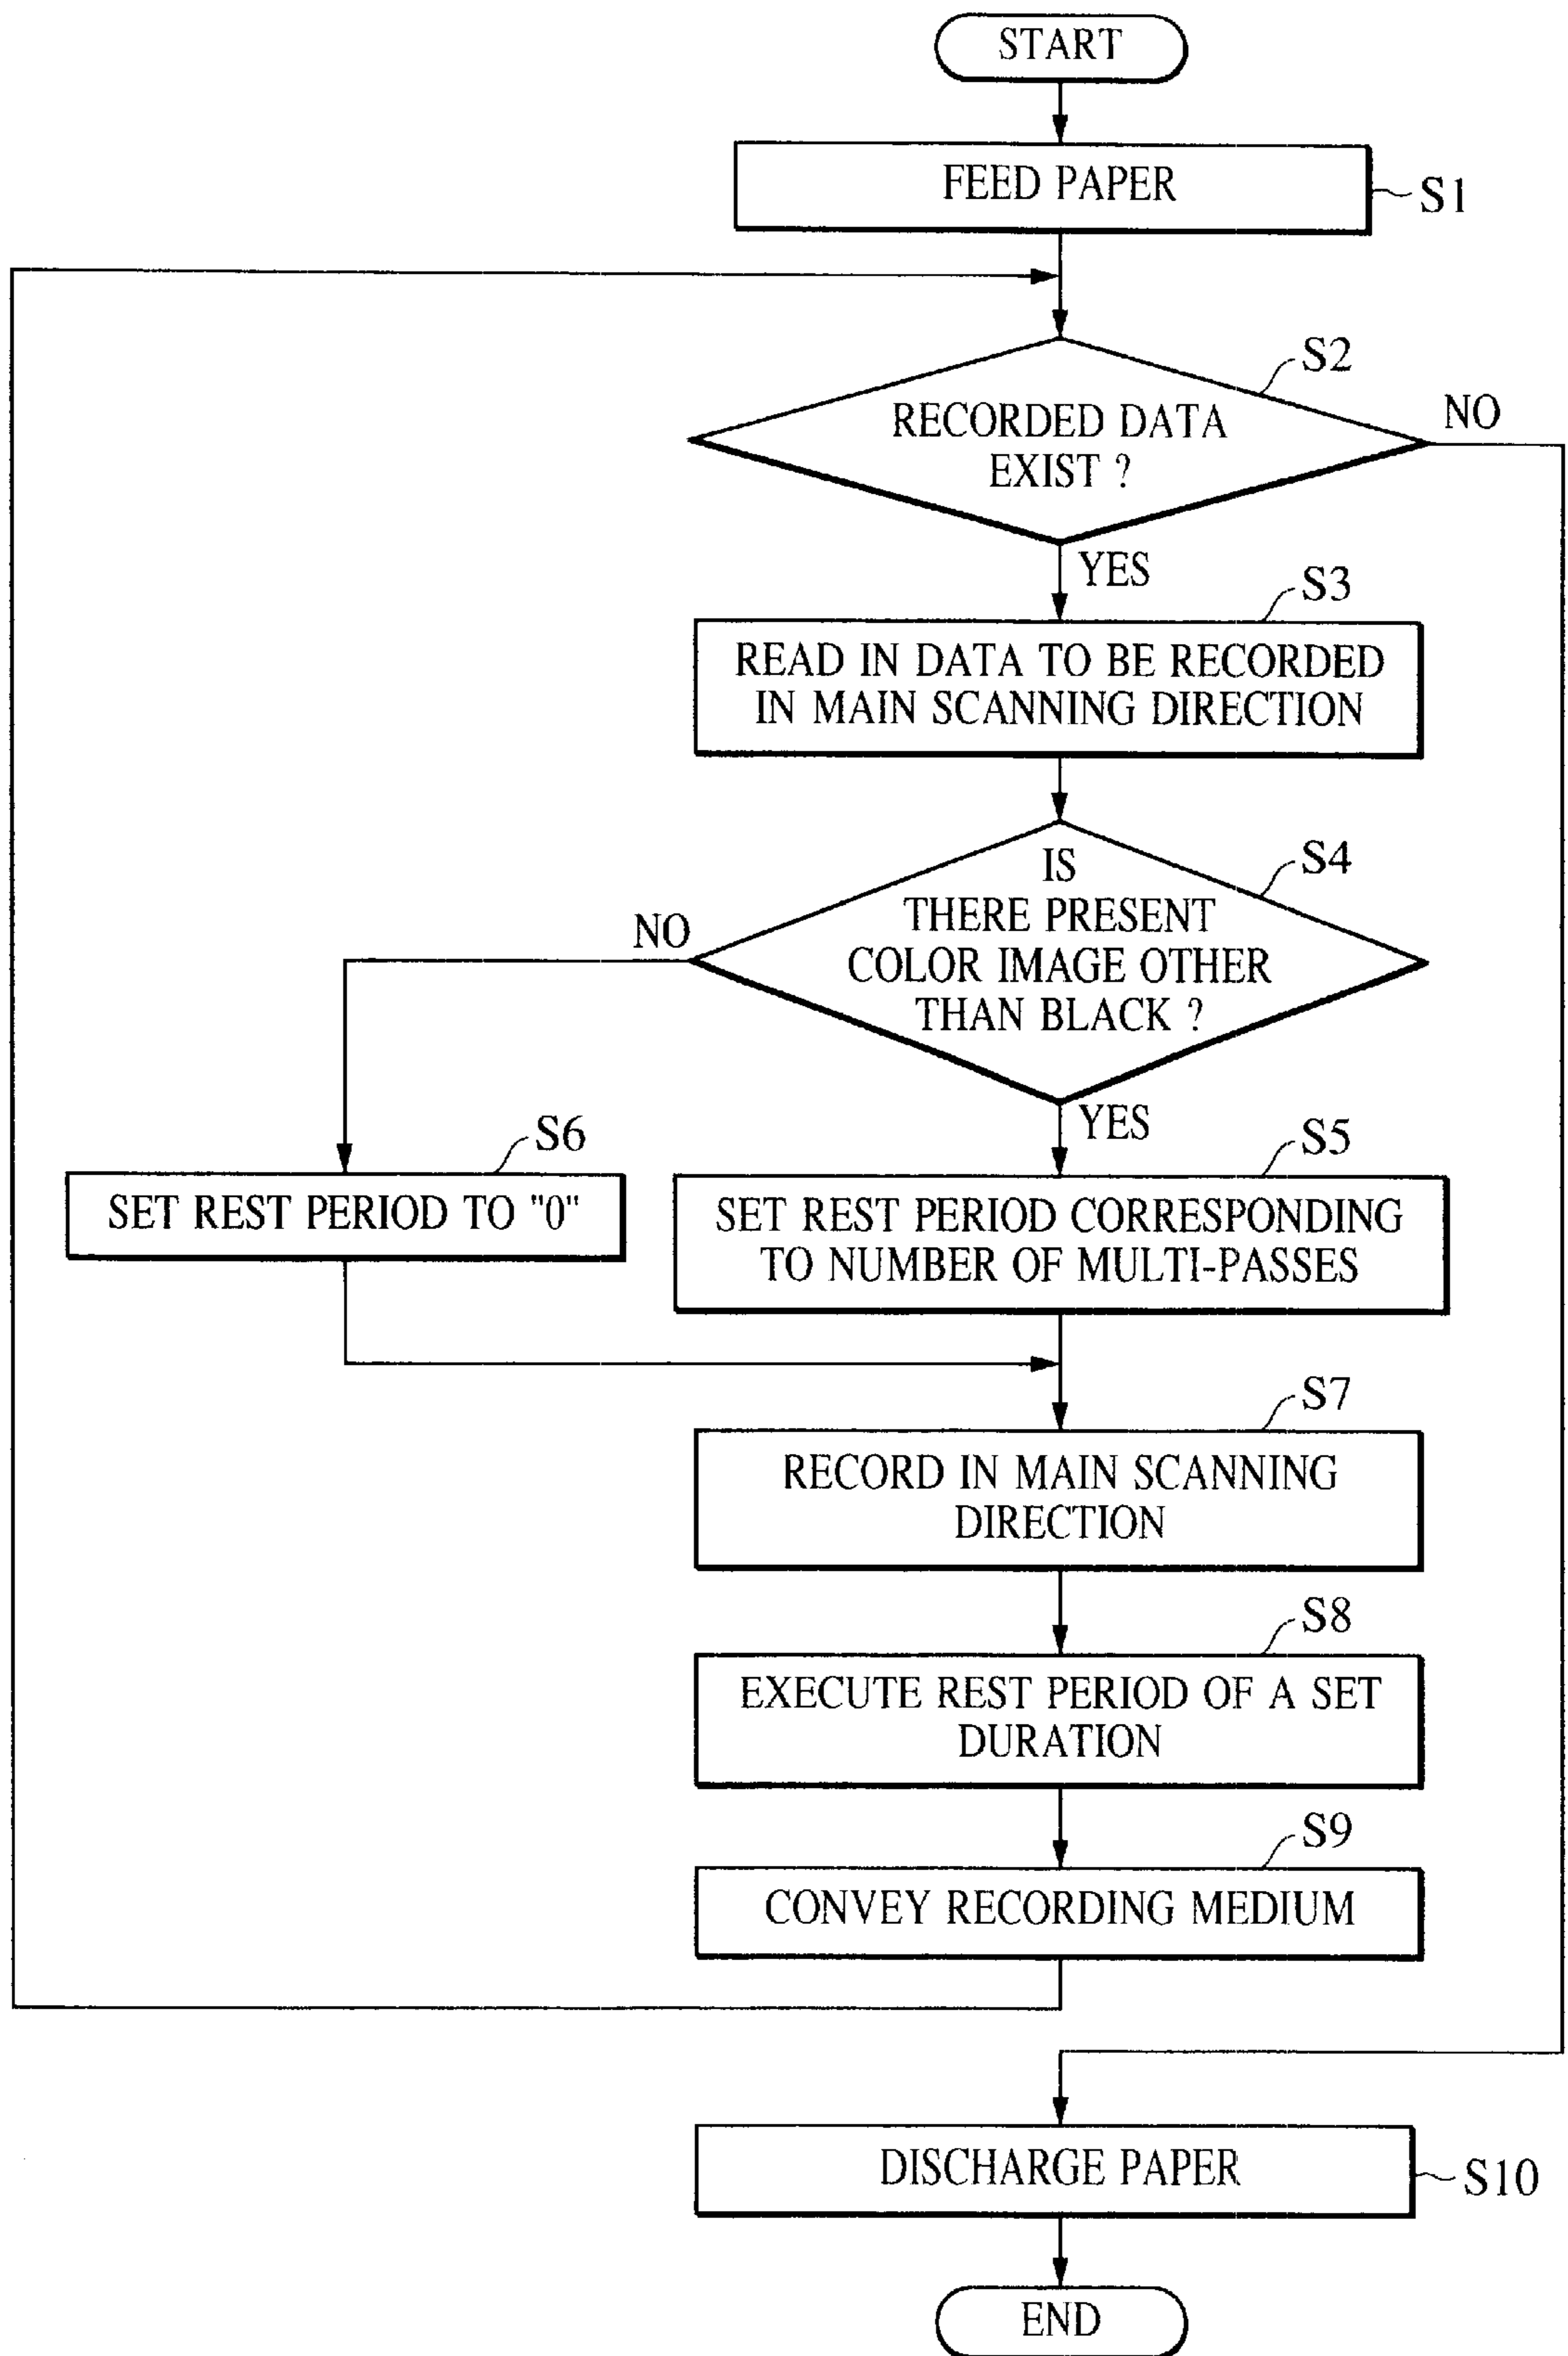 START
FEED PAPER
S1
S2
RECORDED DATA
EXIST ?
NO
YES
S3
READ IN DATA TO BE RECORDED
IN MAIN SCANNING DIRECTION
S4
IS
THERE PRESENT
COLOR IMAGE OTHER
THAN BLACK ?
NO
YES
S6
SET REST PERIOD TO "0"
S5
SET REST PERIOD CORRESPONDING
TO NUMBER OF MULTI-PASSES
S7
RECORD IN MAIN SCANNING
DIRECTION
S8
EXECUTE REST PERIOD OF A SET
DURATION
S9
CONVEY RECORDING MEDIUM
DISCHARGE PAPER
S10
END